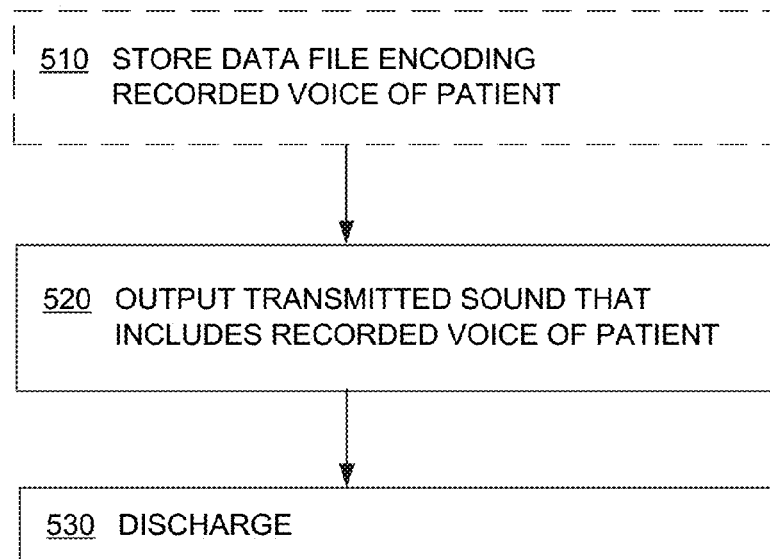 510 STORE DATA FILE ENCODING
RECORDED VOICE OF PATIENT
520 OUTPUT TRANSMITTED SOUND THAT
INCLUDES RECORDED VOICE OF PATIENT
530 DISCHARGE